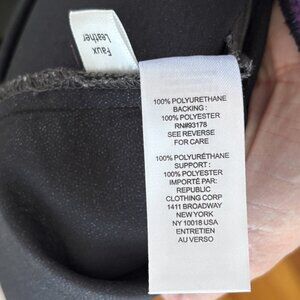 Faux
Leather
100% POLYURETHANE
BACKING :
100% POLYESTER
RN#93178
SEE REVERSE
FOR CARE
100% POLYURÉTHANE
SUPPORT :
100% POLYESTER
IMPORTÉ PAR:
REPUBLIC
CLOTHING CORP
1411 BROADWAY
NEW YORK
NY 10018 USA
ENTRETIEN
AU VERSO